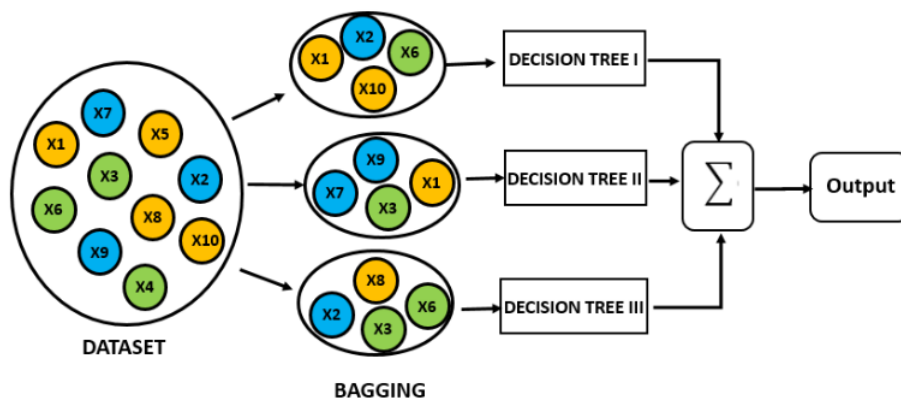 X7
X1
X5
X3
X2
X6
X8
X10
X9
X4
DATASET
X2
X1
X6
X10
X9
X7
X1
X3
X8
X2
X6
X3
BAGGING
DECISION TREE I
DECISION TREE II
DECISION TREE III
∑
Output